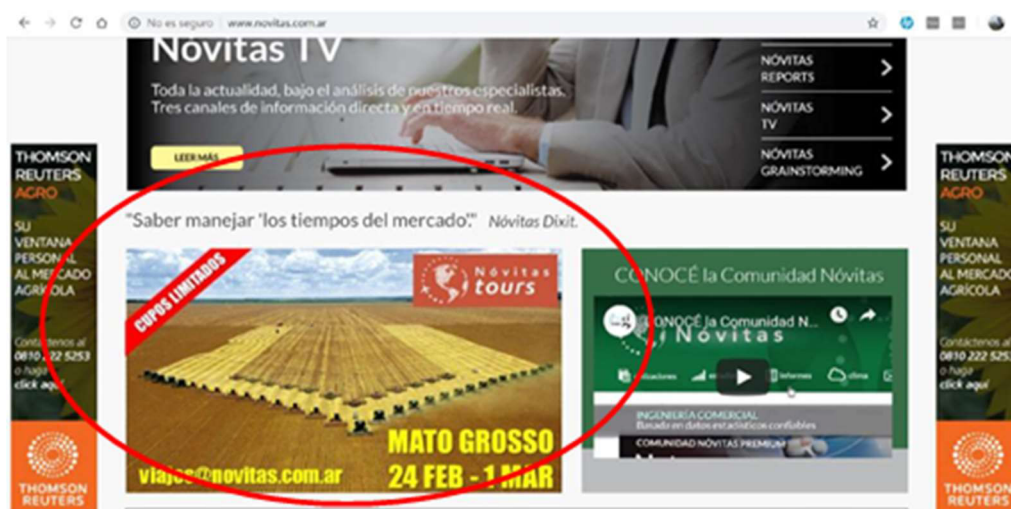 No es seguro www.novitas.com.ar
Nóvitas TV
Toda la actualidad, bajo el análisis de nuestros especialistas.
Tres canales de información directa y en tiempo real.
LEER MÁS
NÓVITAS
REPORTS
NÓVITAS
TV
NÓVITAS
GRAINSTORMING
THOMSON
REUTERS
AGRO
SU
VENTANA
PERSONAL
AL MERCADO
AGRÍCOLA
Contáctenos al
0810 222 5253
o haga
click aquí
THOMSON
REUTERS
"Saber manejar 'los tiempos del mercado'." Nóvitas Dixit.
CUPOS LIMITADOS
Nóvitas
tours
MATO GROSSO
viajes@novitas.com.ar
24 FEB - 1 MAR
CONOCÉ la Comunidad Nóvitas
CONOCÉ la Comunidad N...
Nóvitas
informes
clima
INGENIERÍA COMERCIAL
Basada en datos estadísticos confiables
COMUNIDAD NÓVITAS PREMIUM
THOMSON
REUTERS
AGRO
SU
VENTANA
PERSONAL
AL MERCADO
AGRÍCOLA
Contáctenos al
0810 222 5253
o haga
click aquí
THOMSON
REUTERS